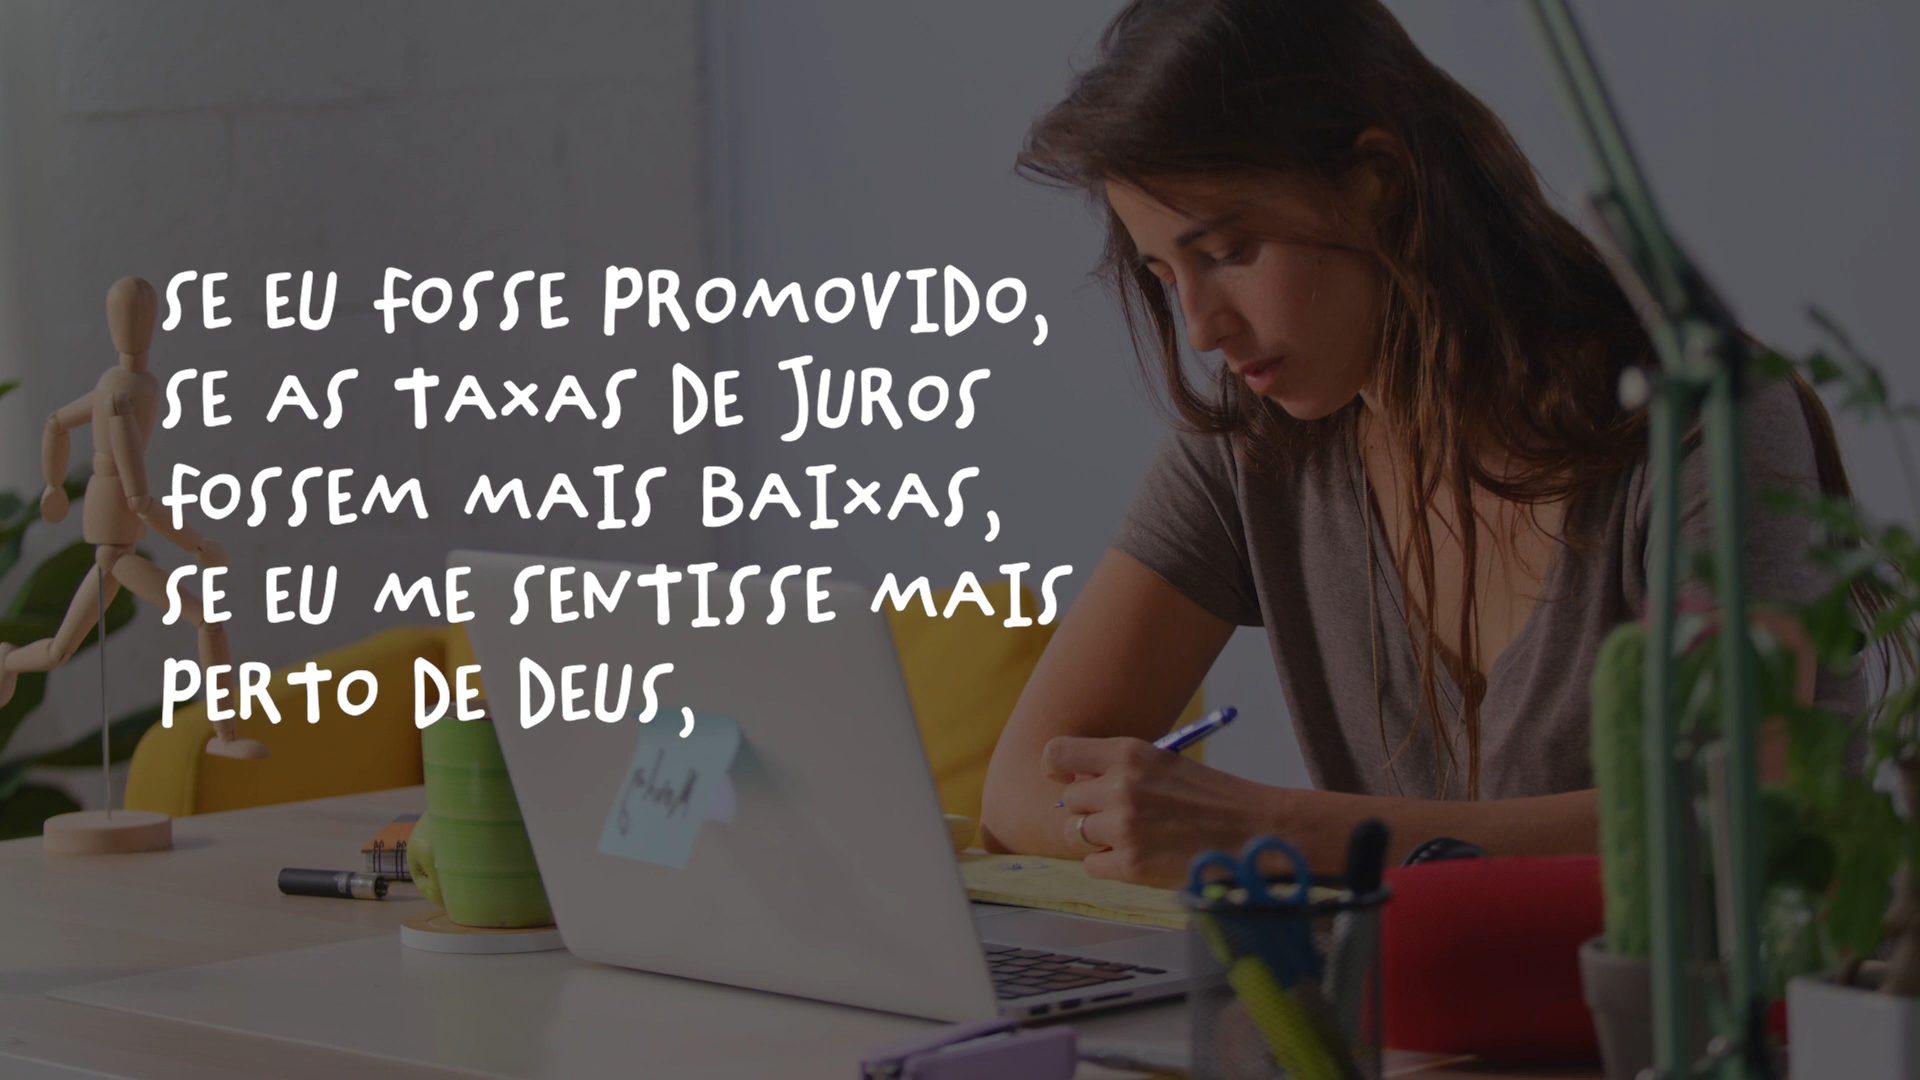 SE EU FOSSE PROMOVIDO,
SE AS TAXAS DE JUROS
FOSSEM MAIS BAIXAS,
SE EU ME SENTISSE MAIS
PERTO DE DEUS,